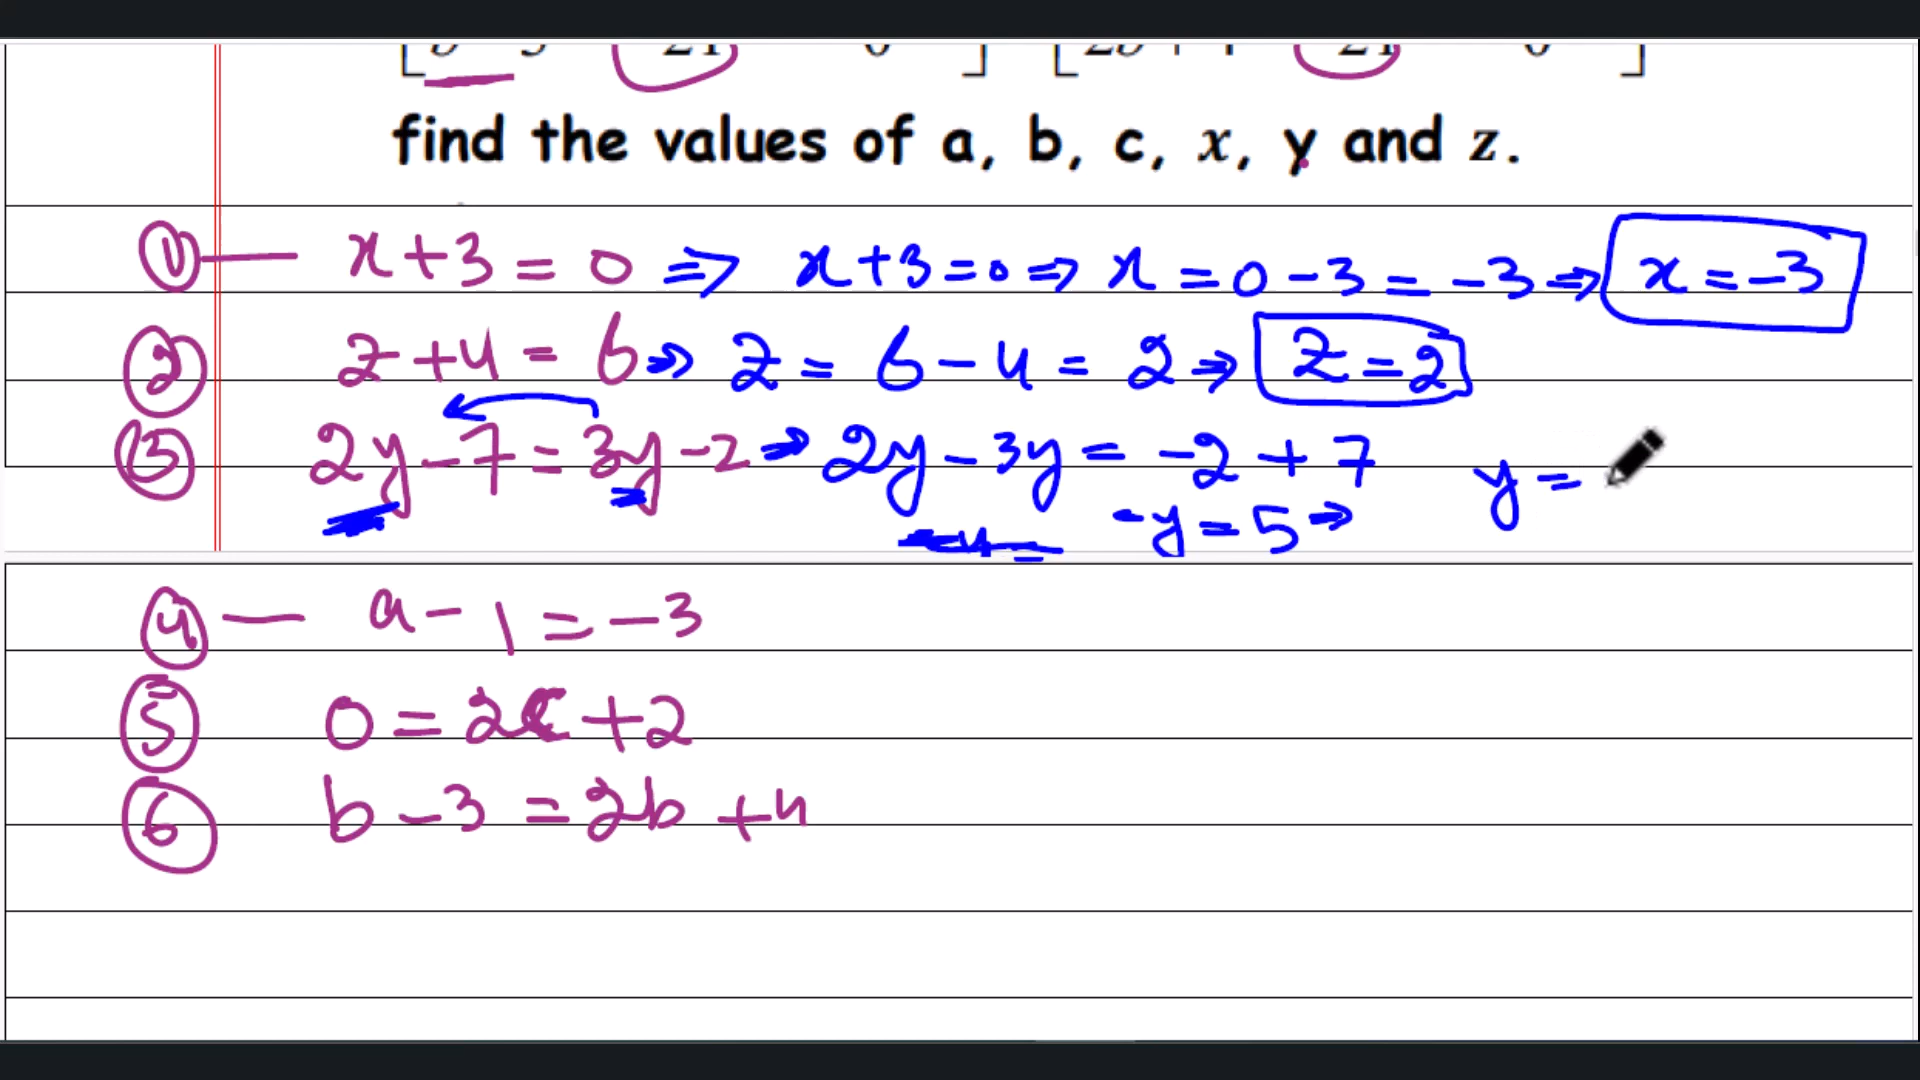 find the values of a, b, c, x, y and z.
① — x+3 = 0 ⇒ x+3=0 ⇒ x = 0-3 = -3 ⇒ x = -3
② z+4 = 6 ⇒ z = 6-4 = 2 ⇒ z = 2
③ 2y-7 = 3y-2 ⇒ 2y-3y = -2+7 y =
-y = 5 ⇒
④ — a-1 = -3
⑤ 0 = 2c+2
⑥ b-3 = 2b+4